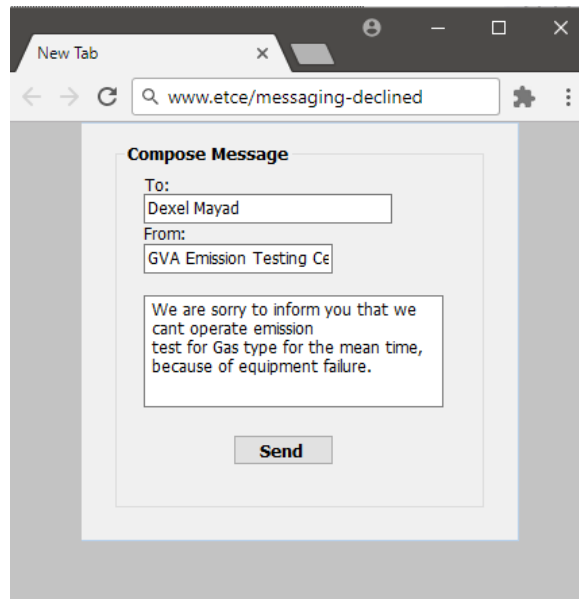 New Tab
www.etce/messaging-declined
Compose Message
To:
Dexel Mayad
From:
GVA Emission Testing Ce
We are sorry to inform you that we
cant operate emission
test for Gas type for the mean time,
because of equipment failure.
Send